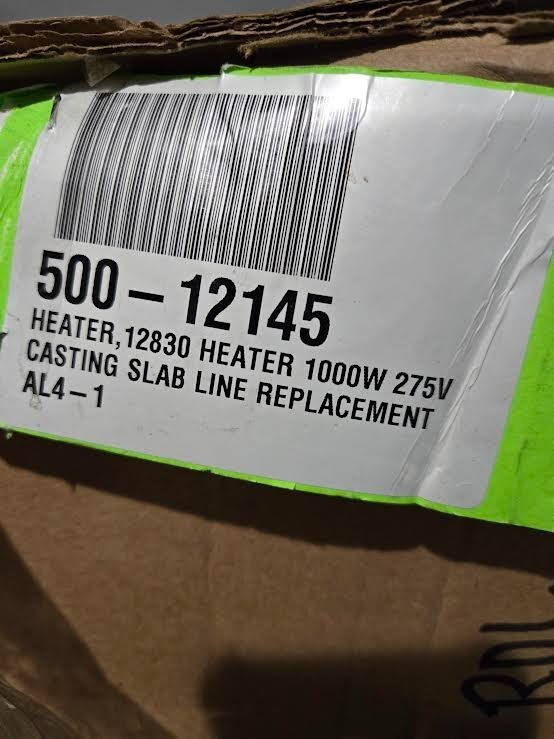 500-12145
HEATER,12830 HEATER 1000W 275V
CASTING SLAB LINE REPLACEMENT
AL4-1